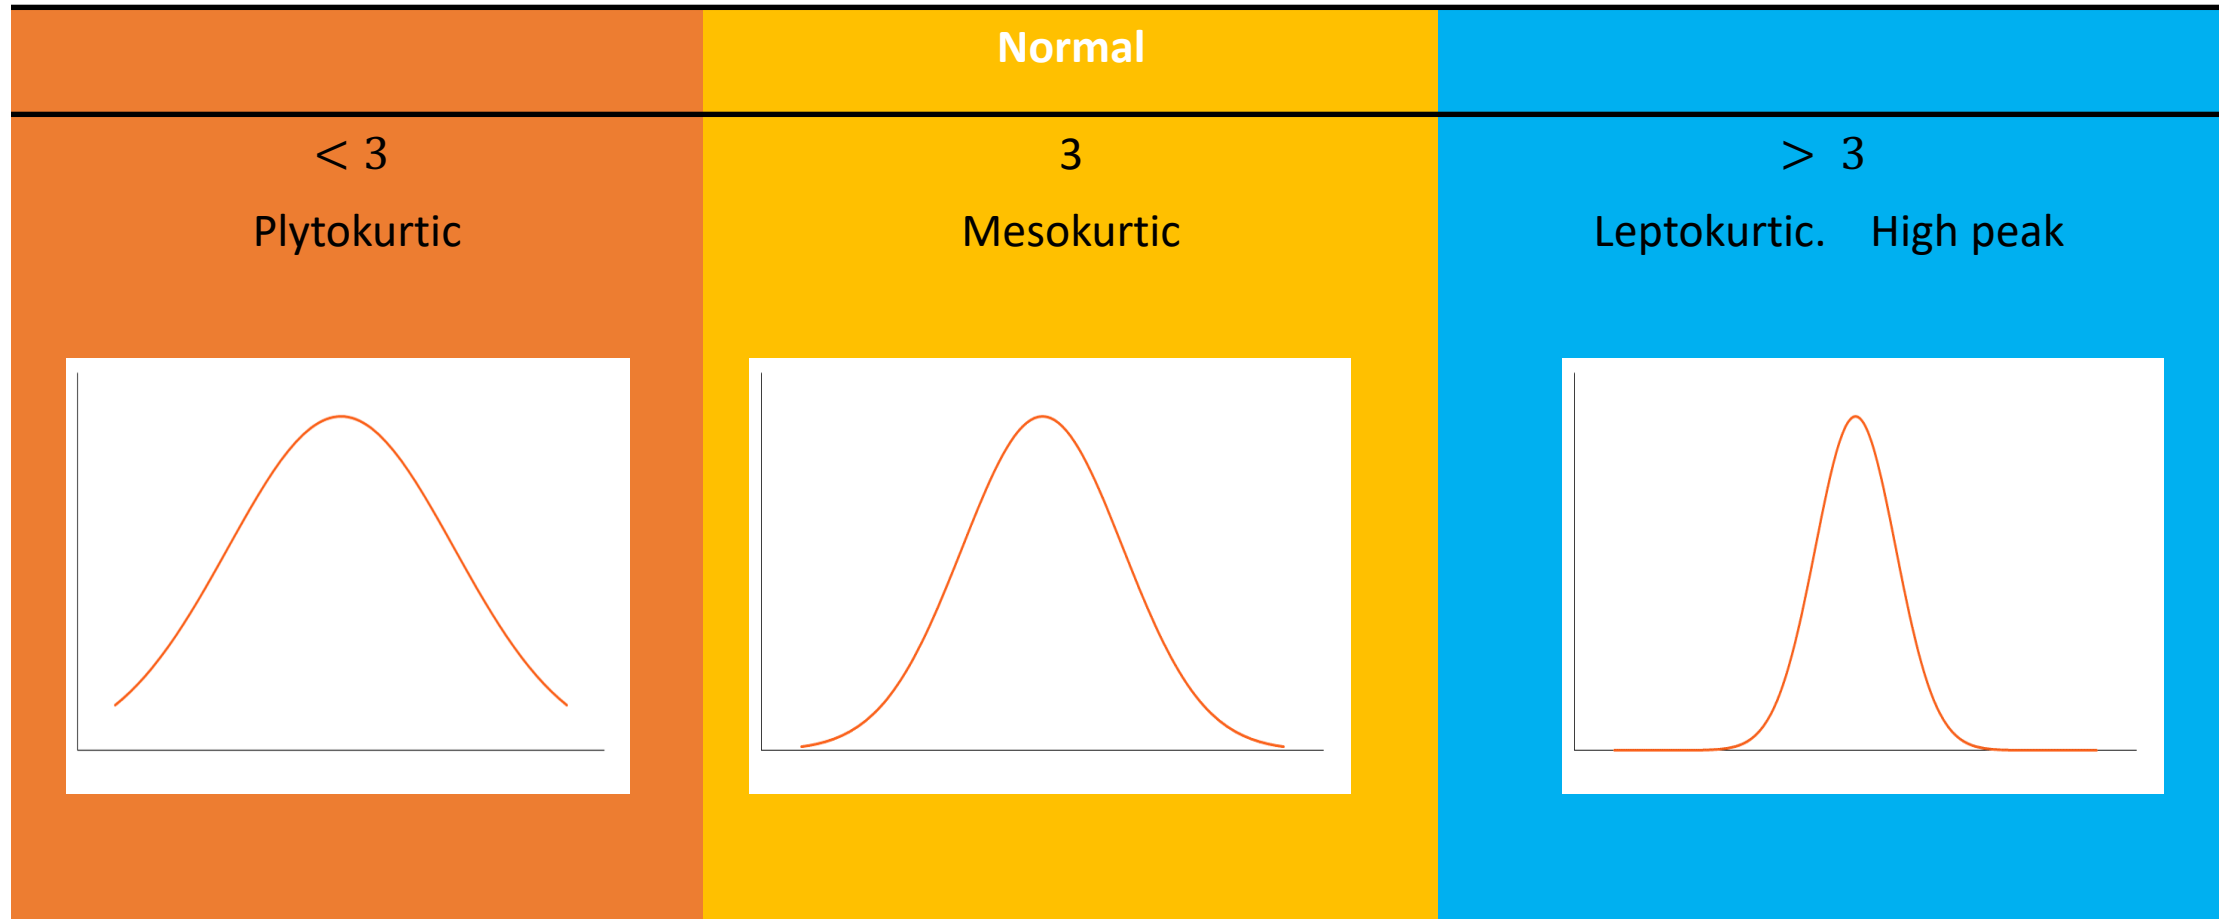 Normal
< 3
3
> 3
Plytokurtic
Mesokurtic
Leptokurtic. High peak